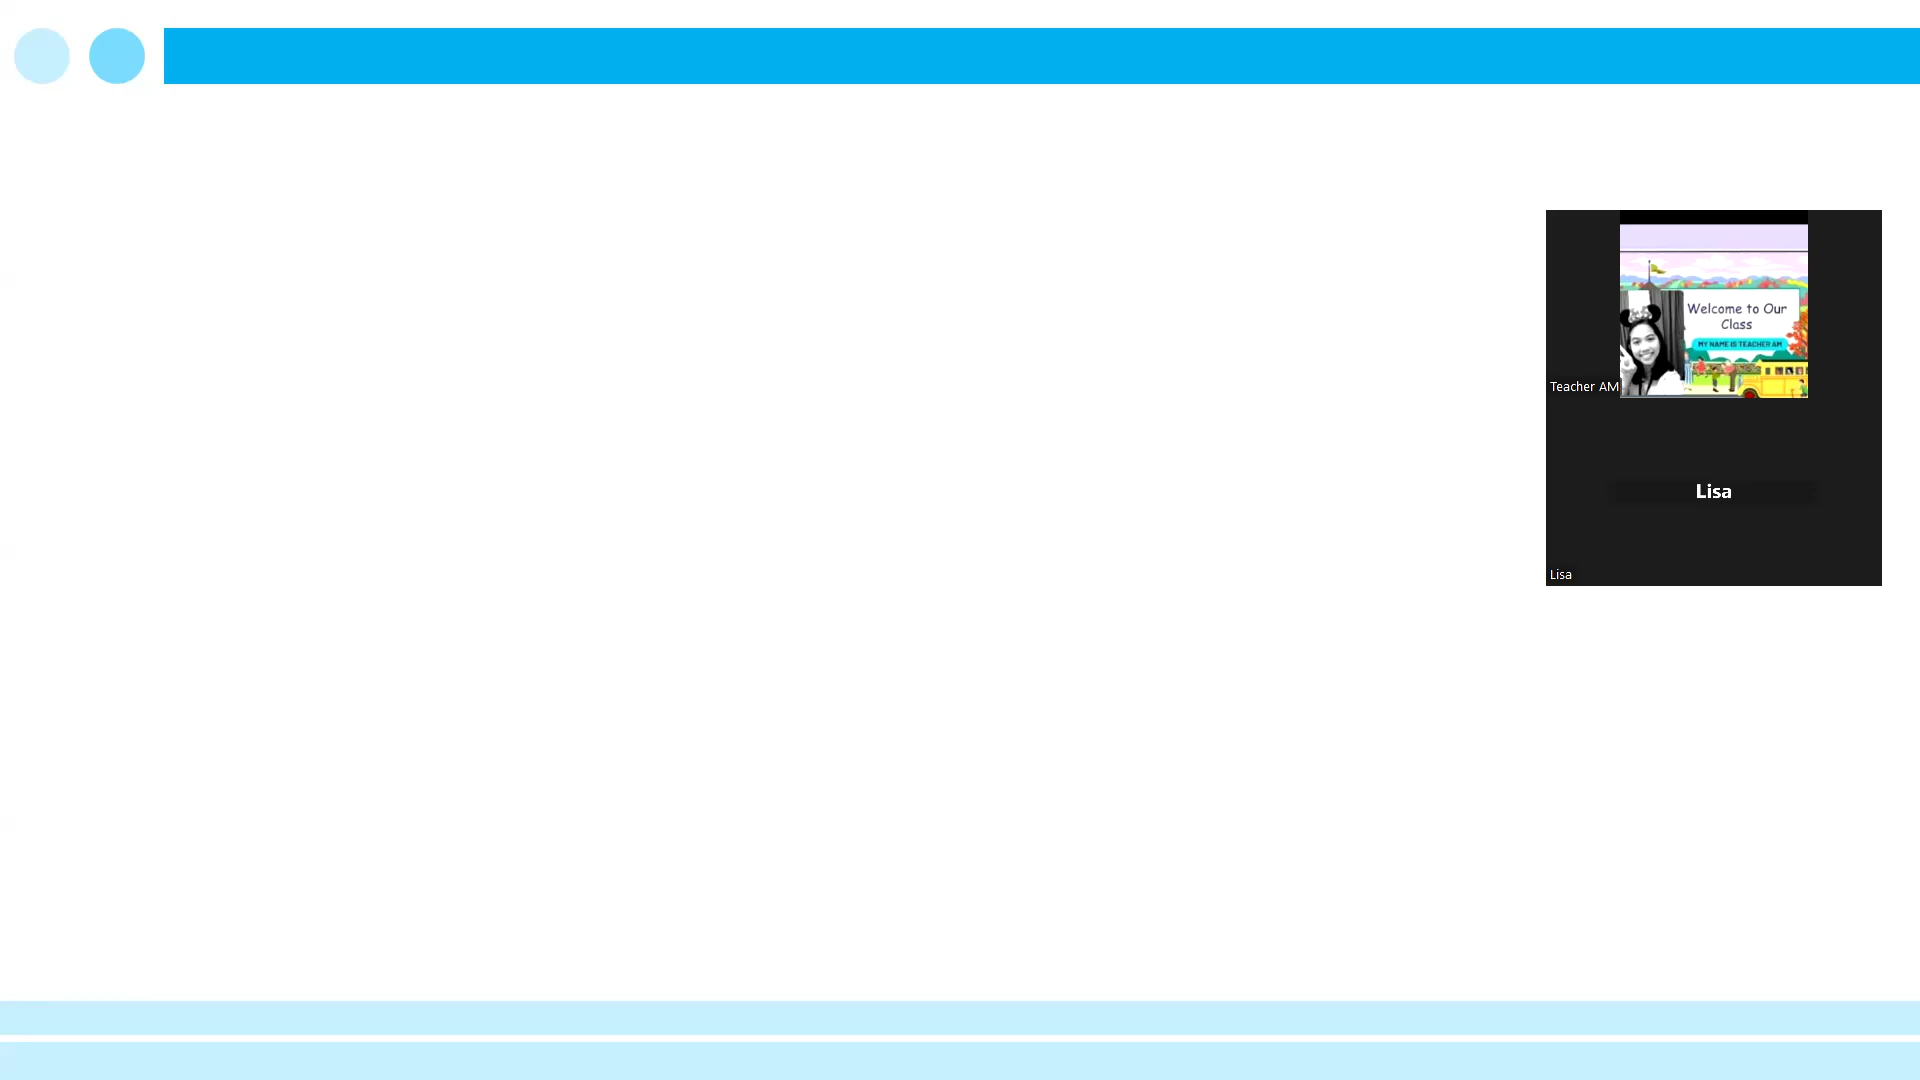 Welcome to Our
Class
MY NAME IS TEACHER AM
Teacher AM
Lisa
Lisa